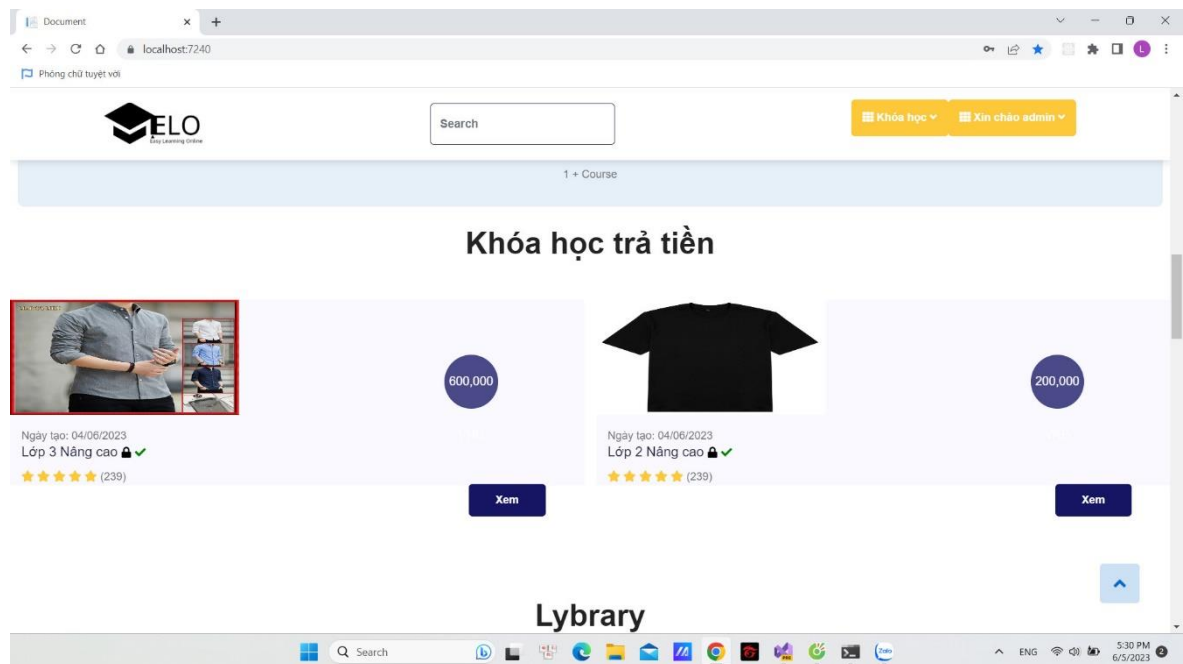 Document
localhost:7240
L
Phông chữ tuyệt vời
ELO
Easy Learning Online
Search
Khóa học
Xin chào admin
1 + Course
Khóa học trả tiền
600,000
200,000
Ngày tạo: 04/06/2023
Lớp 3 Nâng cao
(239)
Xem
Ngày tạo: 04/06/2023
Lớp 2 Nâng cao
(239)
Xem
Lybrary
Search
Zalo
ENG
5:30 PM
6/5/2023
2